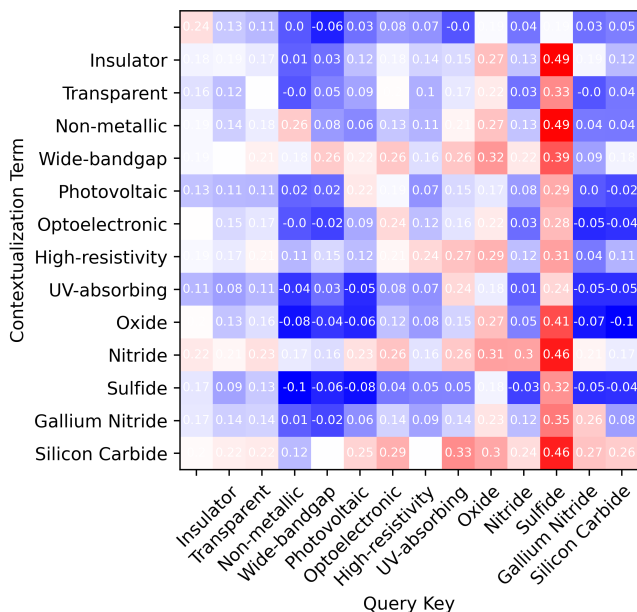 0.24 0.13 0.11 0.0 -0.06 0.03 0.08 0.07 -0.0 0.04 0.03 0.05
Insulator 0.17 0.01 0.03 0.12 0.18 0.14 0.15 0.27 0.13 0.49 0.12
Transparent 0.16 0.12 -0.0 0.05 0.09 0.1 0.17 0.22 0.03 0.33 -0.0 0.04
Non-metallic 0.14 0.18 0.26 0.08 0.06 0.13 0.11 0.21 0.27 0.13 0.49 0.04 0.04
Wide-bandgap 0.21 0.18 0.26 0.22 0.26 0.16 0.26 0.32 0.22 0.39 0.09
Photovoltaic 0.13 0.11 0.11 0.02 0.02 0.22 0.07 0.15 0.17 0.08 0.29 0.0 -0.02
Optoelectronic 0.15 0.17 -0.0 -0.02 0.09 0.24 0.12 0.16 0.22 0.03 0.28 -0.05 -0.04
High-resistivity 0.17 0.11 0.15 0.12 0.24 0.27 0.29 0.12 0.31 0.04 0.11
UV-absorbing 0.11 0.08 0.11 -0.04 0.03 -0.05 0.08 0.07 0.24 0.18 0.01 0.24 -0.05 -0.05
Oxide 0.13 0.16 -0.08 -0.04 -0.06 0.12 0.08 0.15 0.27 0.05 0.41 -0.07 -0.1
Nitride 0.22 0.23 0.17 0.16 0.23 0.26 0.16 0.26 0.31 0.3 0.46 0.17
Sulfide 0.17 0.09 0.13 -0.1 -0.06 -0.08 0.04 0.05 0.05 -0.03 0.32 -0.05 -0.04
Gallium Nitride 0.17 0.14 0.14 0.01 -0.02 0.06 0.14 0.09 0.14 0.23 0.12 0.35 0.26 0.08
Silicon Carbide 0.22 0.22 0.12 0.25 0.29 0.33 0.3 0.24 0.46 0.27 0.26
Contextualization Term
Insulator
Transparent
Non-metallic
Wide-bandgap
Photovoltaic
Optoelectronic
High-resistivity
UV-absorbing
Oxide
Nitride
Sulfide
Gallium Nitride
Silicon Carbide
Query Key